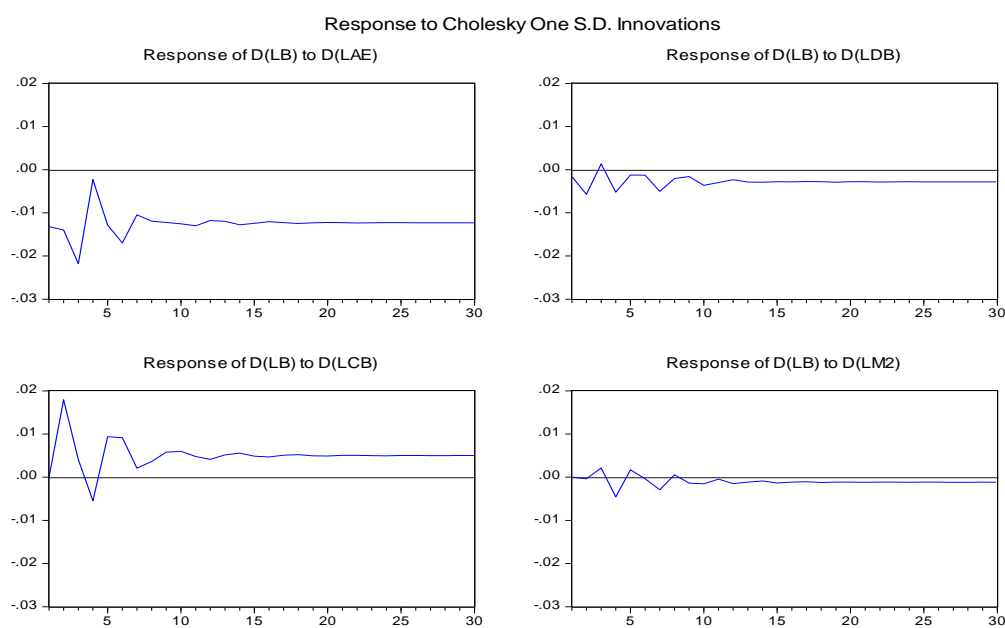 Response to Cholesky One S.D. Innovations
Response of D(LB) to D(LAE)
.02
.01
.00
-.01
-.02
-.03
5 10 15 20 25 30
Response of D(LB) to D(LDB)
.02
.01
.00
-.01
-.02
-.03
5 10 15 20 25 30
Response of D(LB) to D(LCB)
.02
.01
.00
-.01
-.02
-.03
5 10 15 20 25 30
Response of D(LB) to D(LM2)
.02
.01
.00
-.01
-.02
-.03
5 10 15 20 25 30